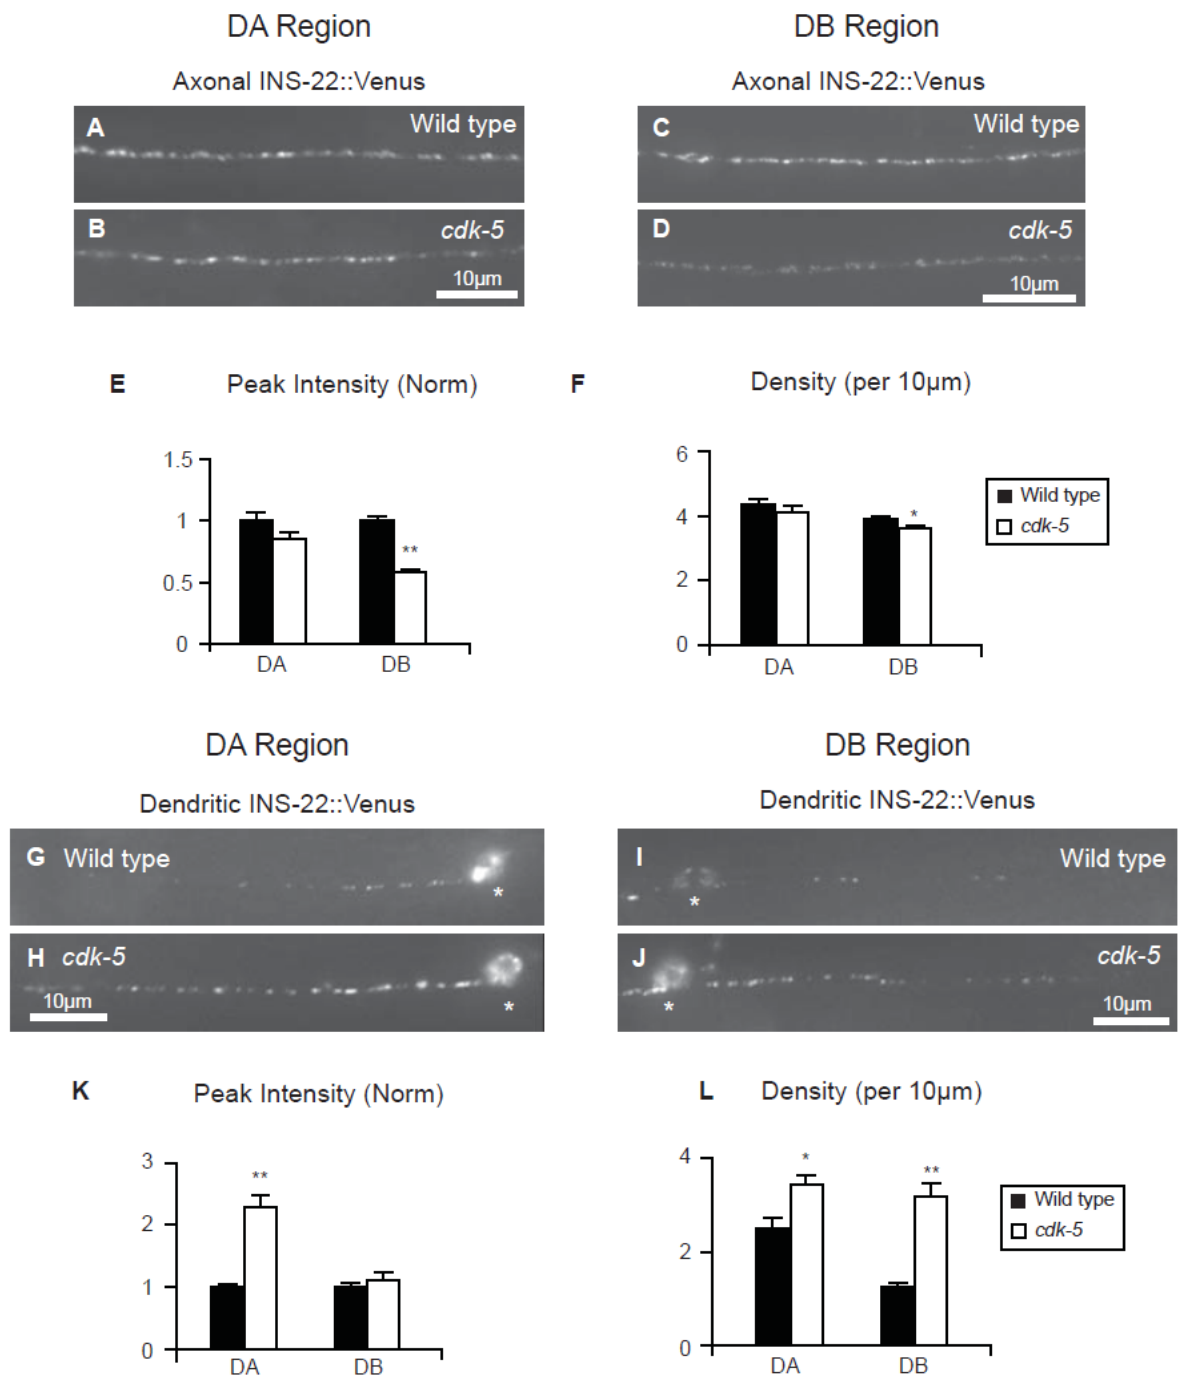 DA Region
DB Region
Axonal INS-22::Venus
Axonal INS-22::Venus
A Wild type
C Wild type
B cdk-5
10µm
D cdk-5
10µm
E Peak Intensity (Norm)
F Density (per 10µm)
1.5
1
0.5
0
**
DA DB
6
4
2
0
*
DA DB
Wild type
cdk-5
DA Region
DB Region
Dendritic INS-22::Venus
Dendritic INS-22::Venus
G Wild type
*
I Wild type
*
H cdk-5
10µm
*
J cdk-5
*
10µm
K Peak Intensity (Norm)
L Density (per 10µm)
3
2
1
0
**
DA DB
4
2
0
*
**
DA DB
Wild type
cdk-5